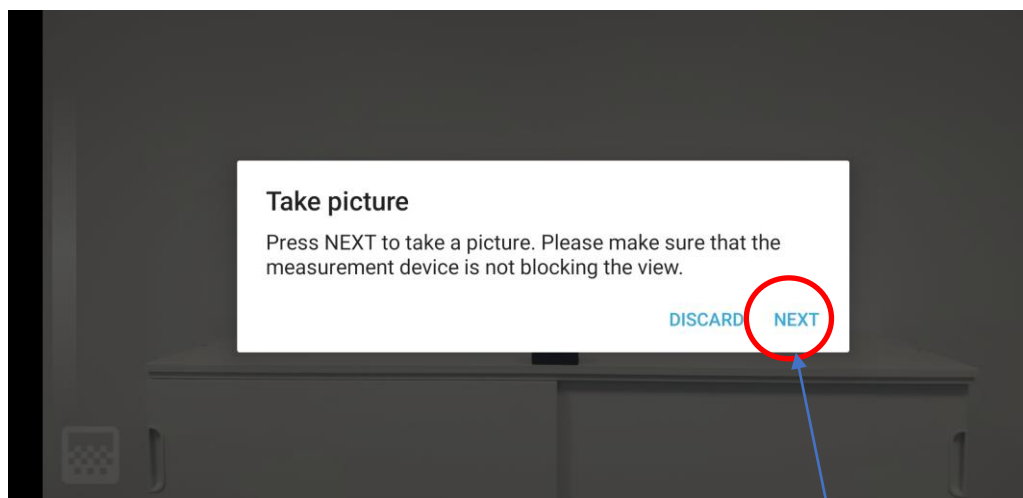 Take picture
Press NEXT to take a picture. Please make sure that the
measurement device is not blocking the view.
DISCARD NEXT